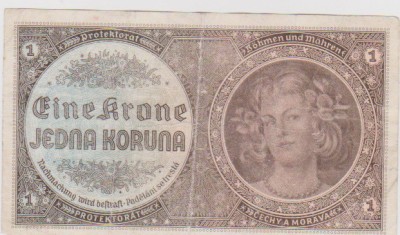 1 Protektorat Böhmen und Mähren 1
Eine Krone
JEDNA KORUNA
Nachmachung wird bestraft - Padělání se trestá
1 PROTEKTORÁT ČECHY A MORAVA 1